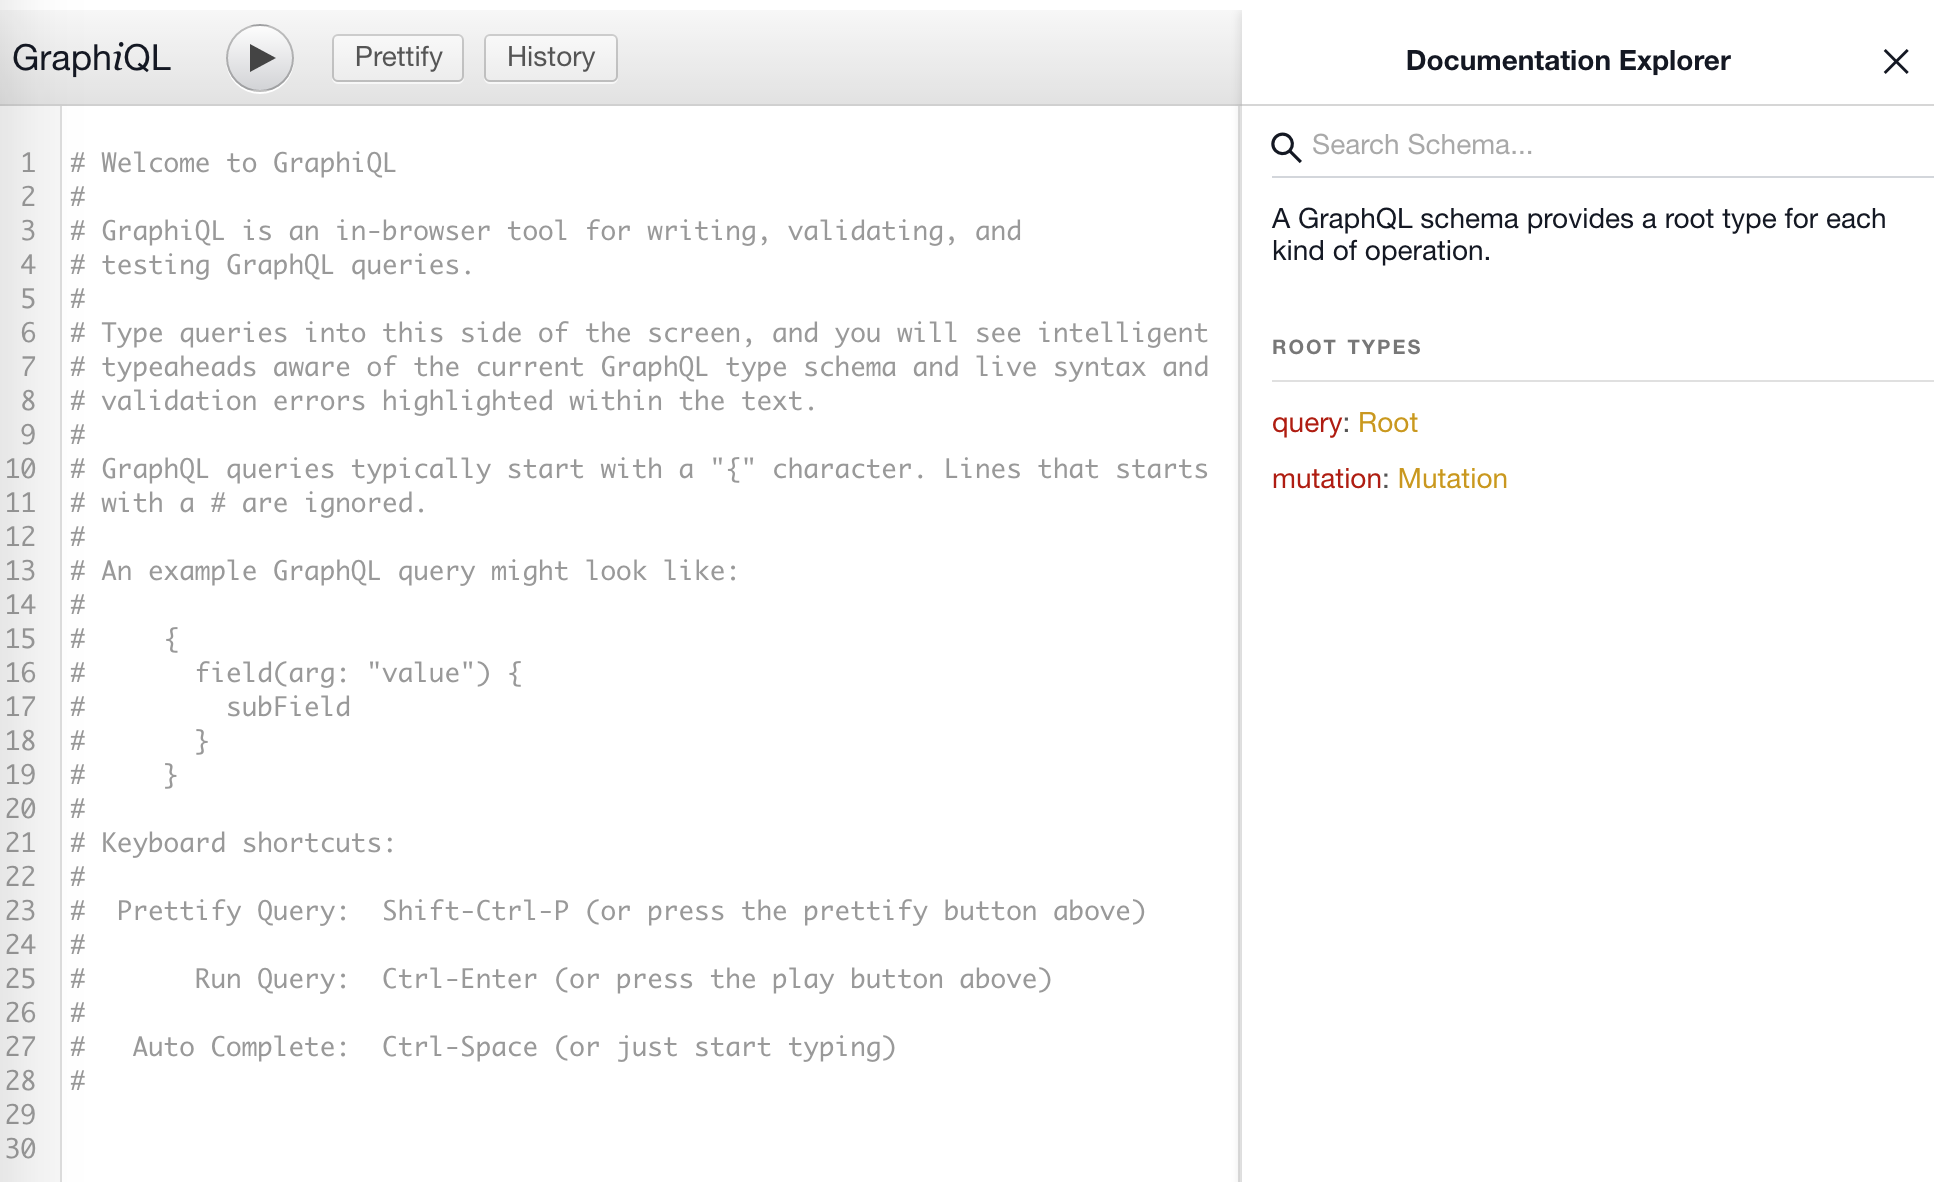 GraphiQL
Prettify
History
1 # Welcome to GraphiQL
2 #
3 # GraphiQL is an in-browser tool for writing, validating, and
4 # testing GraphQL queries.
5 #
6 # Type queries into this side of the screen, and you will see intelligent
7 # typeaheads aware of the current GraphQL type schema and live syntax and
8 # validation errors highlighted within the text.
9 #
10 # GraphQL queries typically start with a "{" character. Lines that starts
11 # with a # are ignored.
12 #
13 # An example GraphQL query might look like:
14 #
15 #     {
16 #       field(arg: "value") {
17 #         subField
18 #       }
19 #     }
20 #
21 # Keyboard shortcuts:
22 #
23 #  Prettify Query:  Shift-Ctrl-P (or press the prettify button above)
24 #
25 #       Run Query:  Ctrl-Enter (or press the play button above)
26 #
27 #   Auto Complete:  Ctrl-Space (or just start typing)
28 #
29
30
Documentation Explorer
Search Schema...
A GraphQL schema provides a root type for each
kind of operation.
ROOT TYPES
query: Root
mutation: Mutation